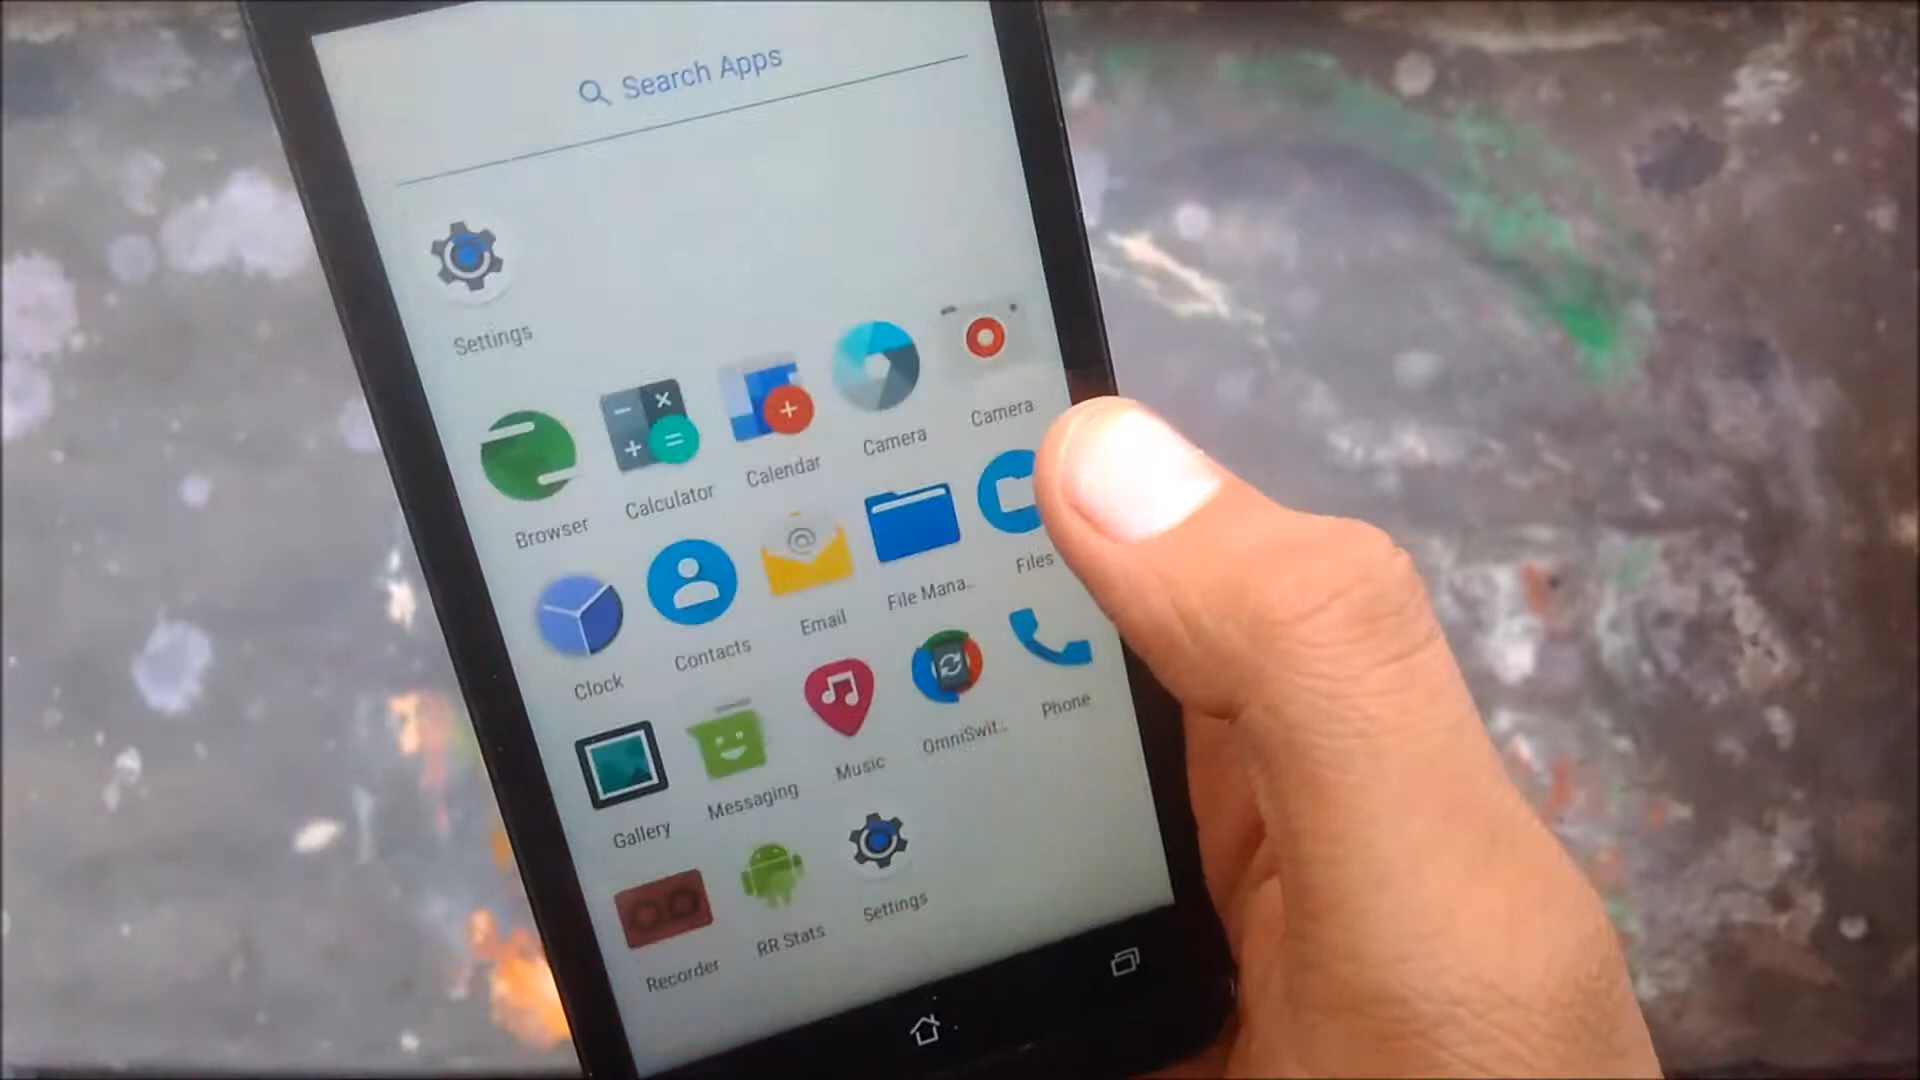 Search Apps
Settings
Browser Calculator Calendar Camera Camera
Clock Contacts Email File Mana.. Files
Gallery Messaging Music OmniSwit.. Phone
Recorder RR Stats Settings